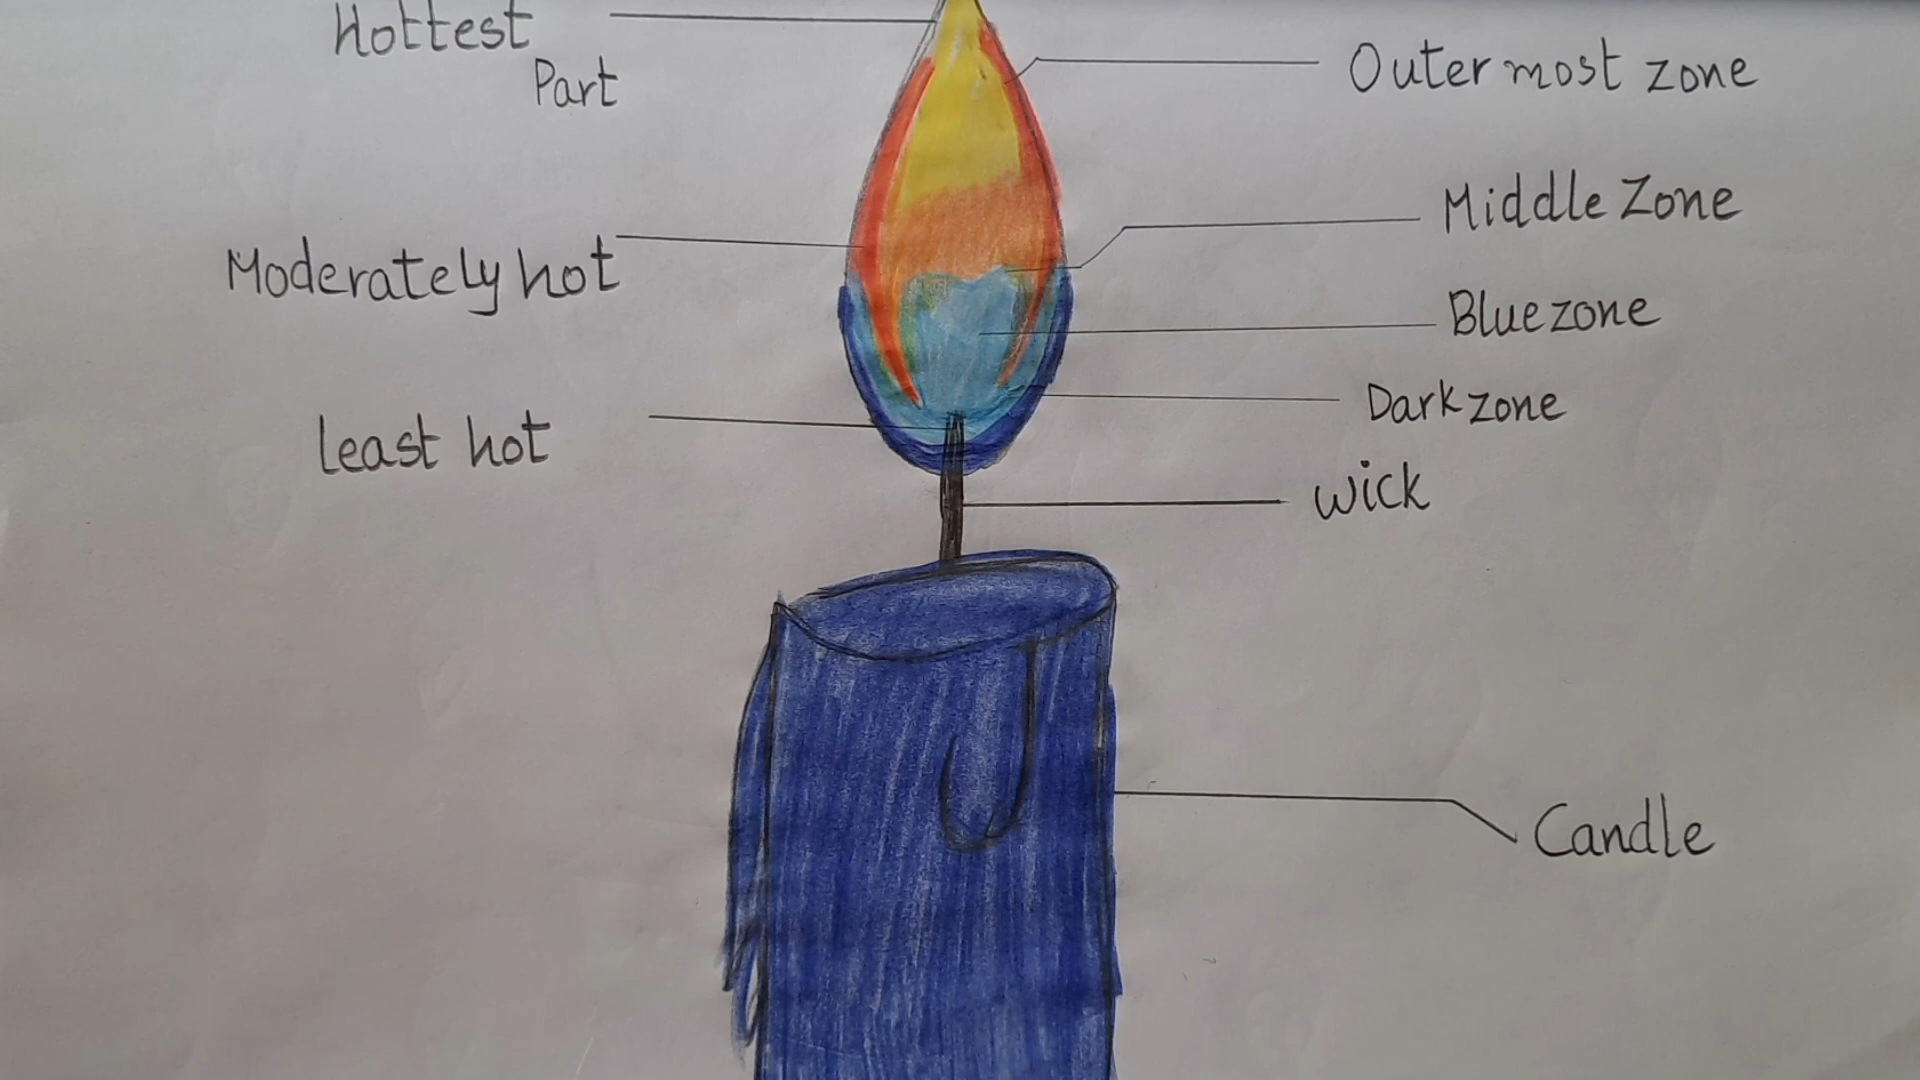 Hottest
Part
Outer most zone
Middle Zone
Moderately hot
Blue zone
Dark zone
least hot
wick
Candle